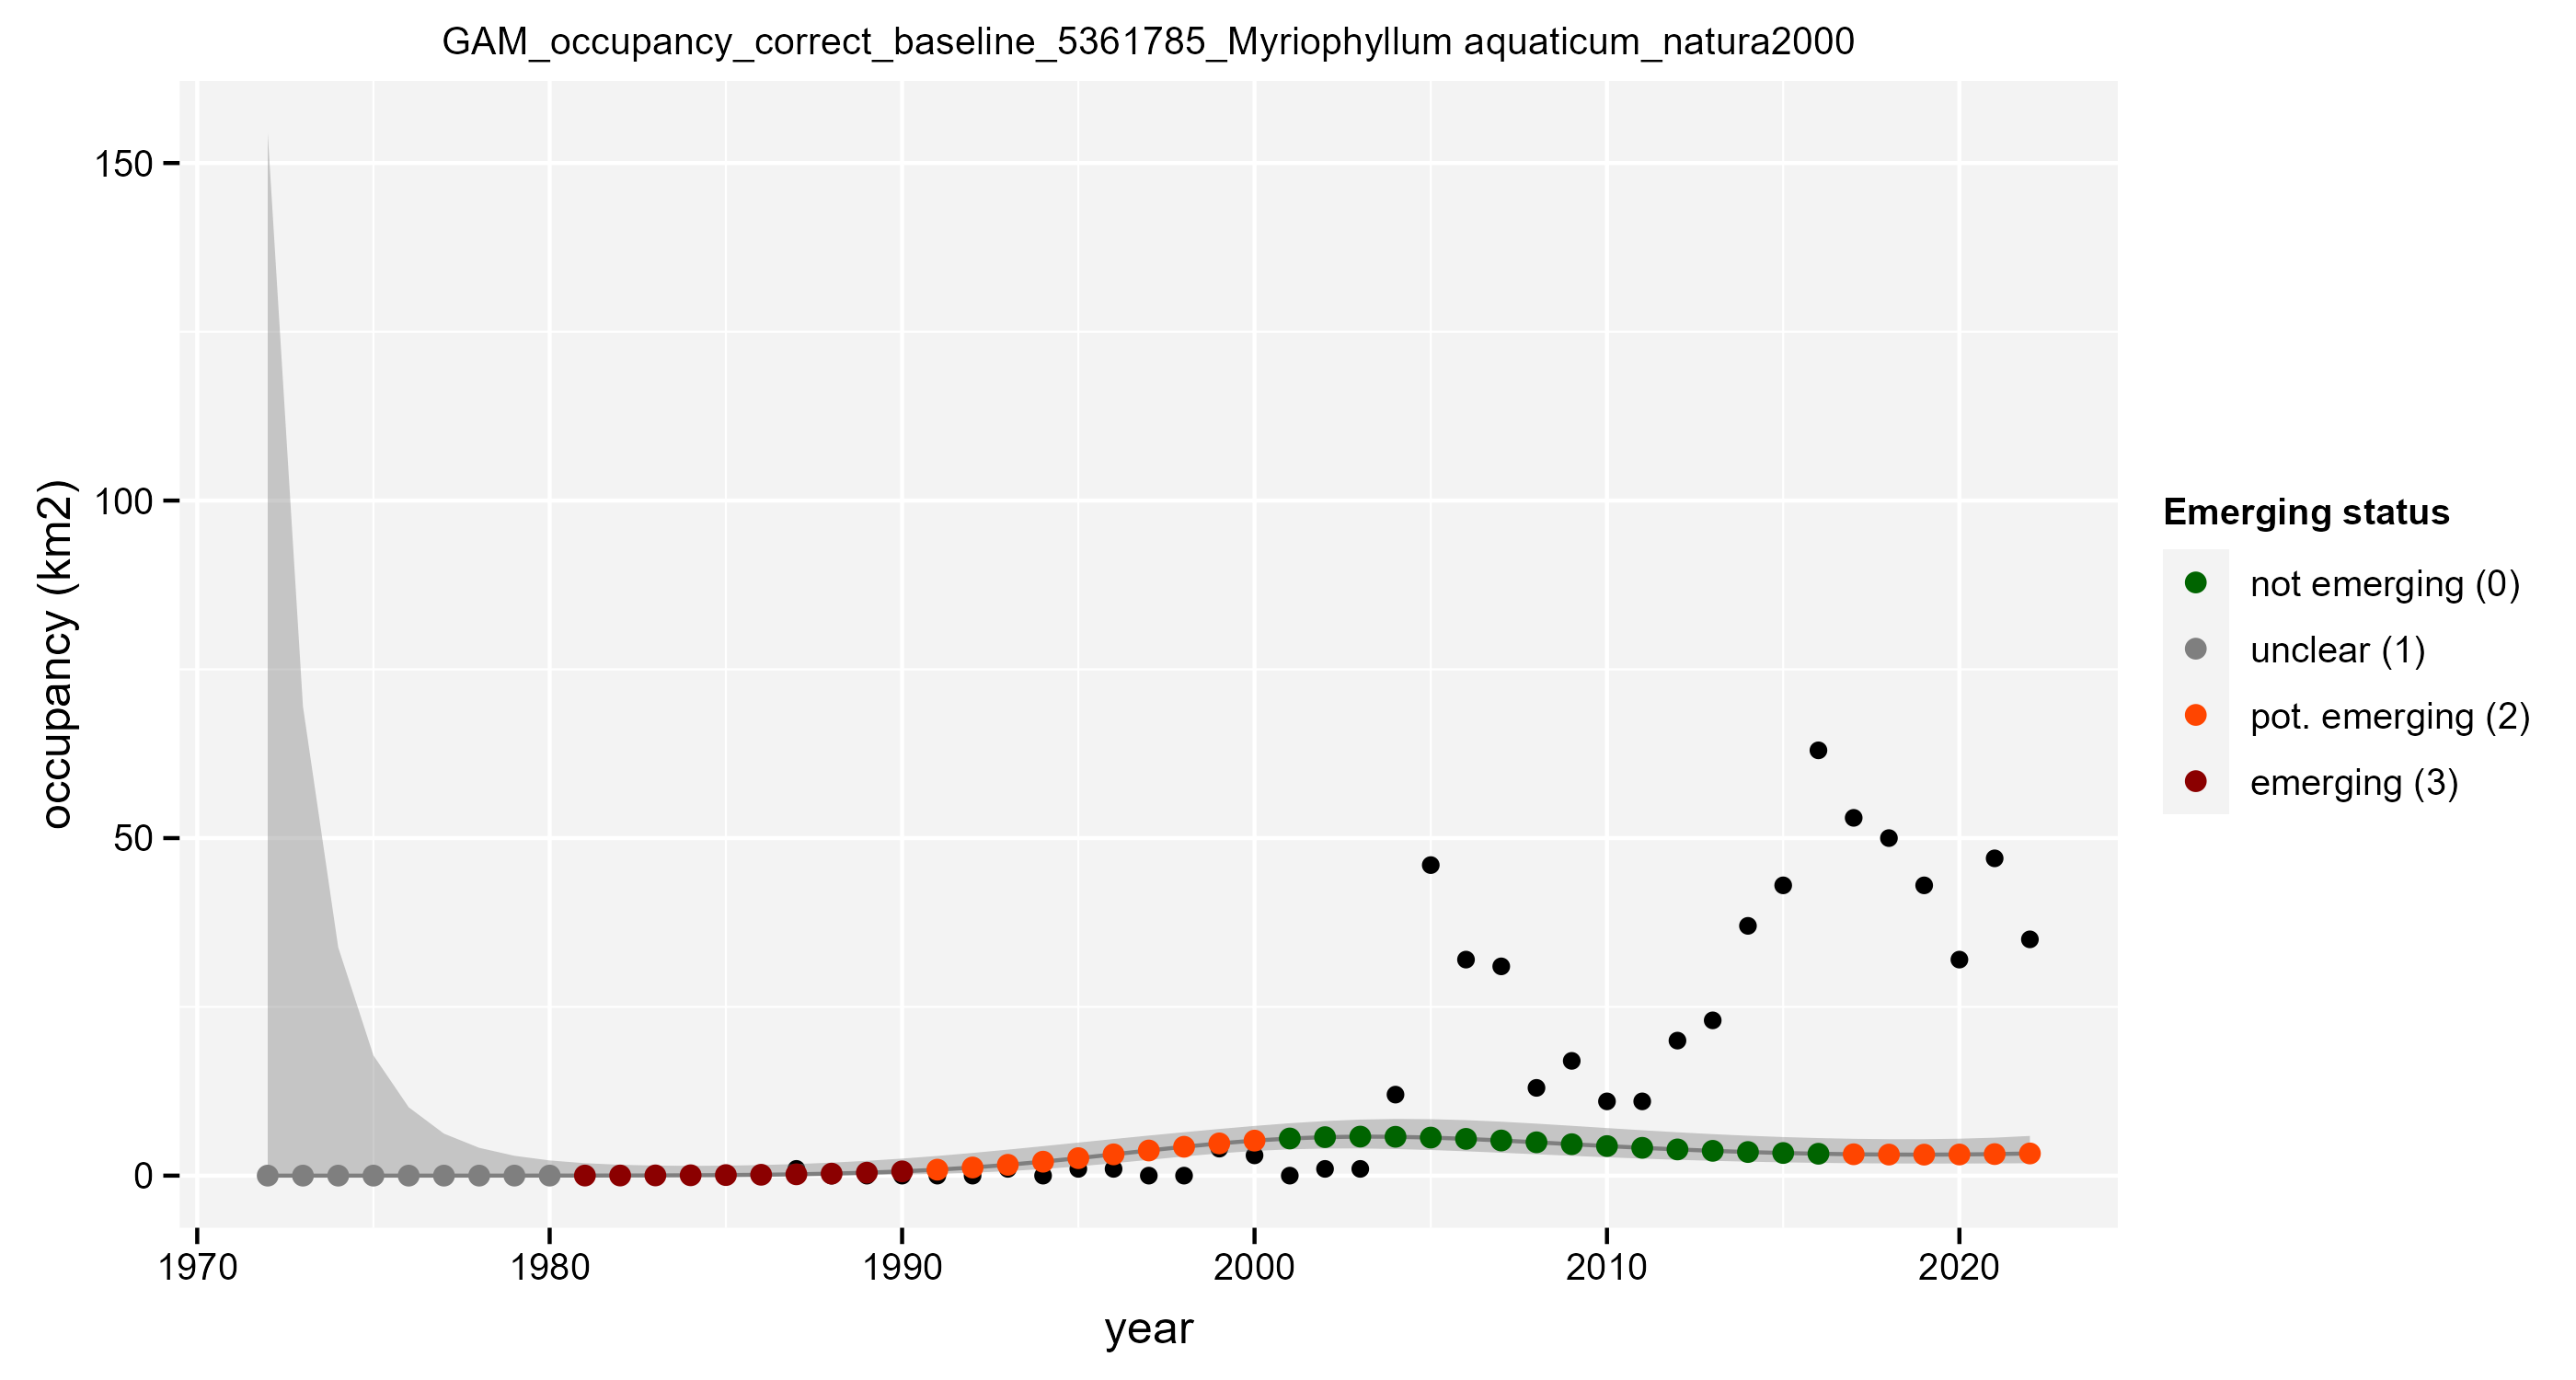 GAM_occupancy_correct_baseline_5361785_Myriophyllum aquaticum_natura2000
occupancy (km2)
150
100
50
0
1970
1980
1990
2000
2010
2020
year
Emerging status
not emerging (0)
unclear (1)
pot. emerging (2)
emerging (3)